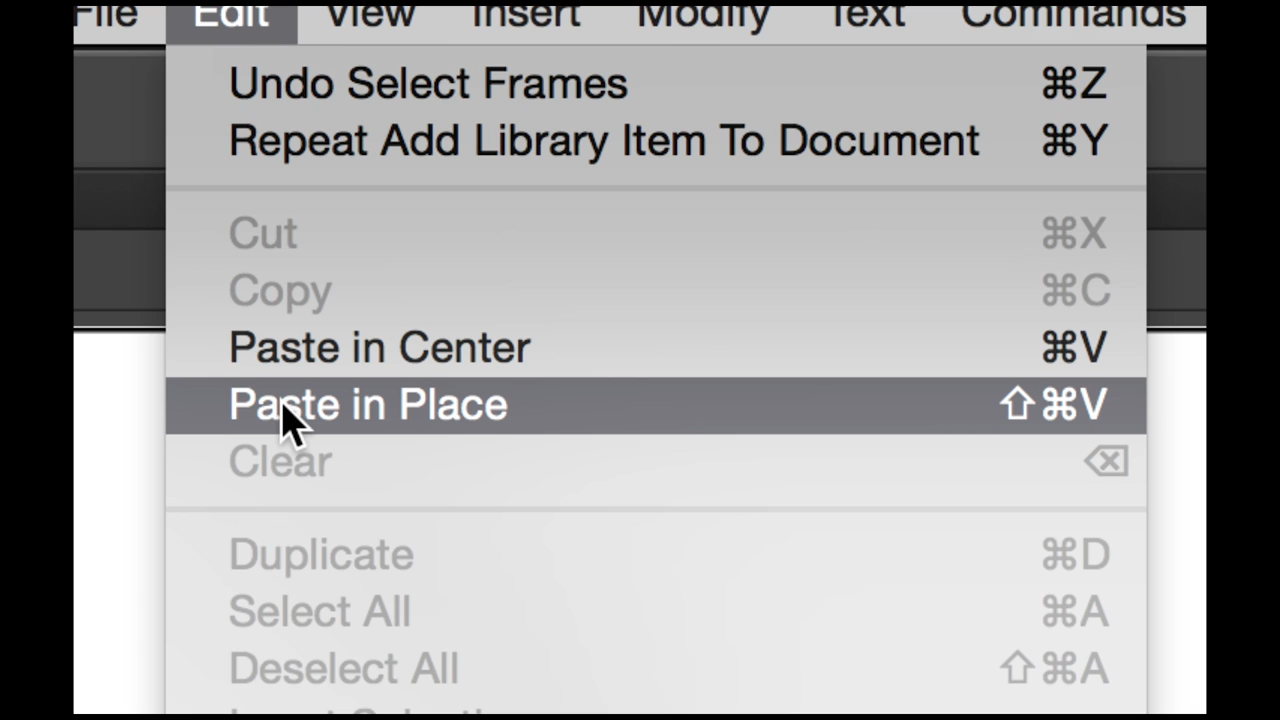 File Edit View Insert Modify Text Commands
Undo Select Frames ⌘Z
Repeat Add Library Item To Document ⌘Y
Cut ⌘X
Copy ⌘C
Paste in Center ⌘V
Paste in Place ⇧⌘V
Clear ⌫
Duplicate ⌘D
Select All ⌘A
Deselect All ⇧⌘A